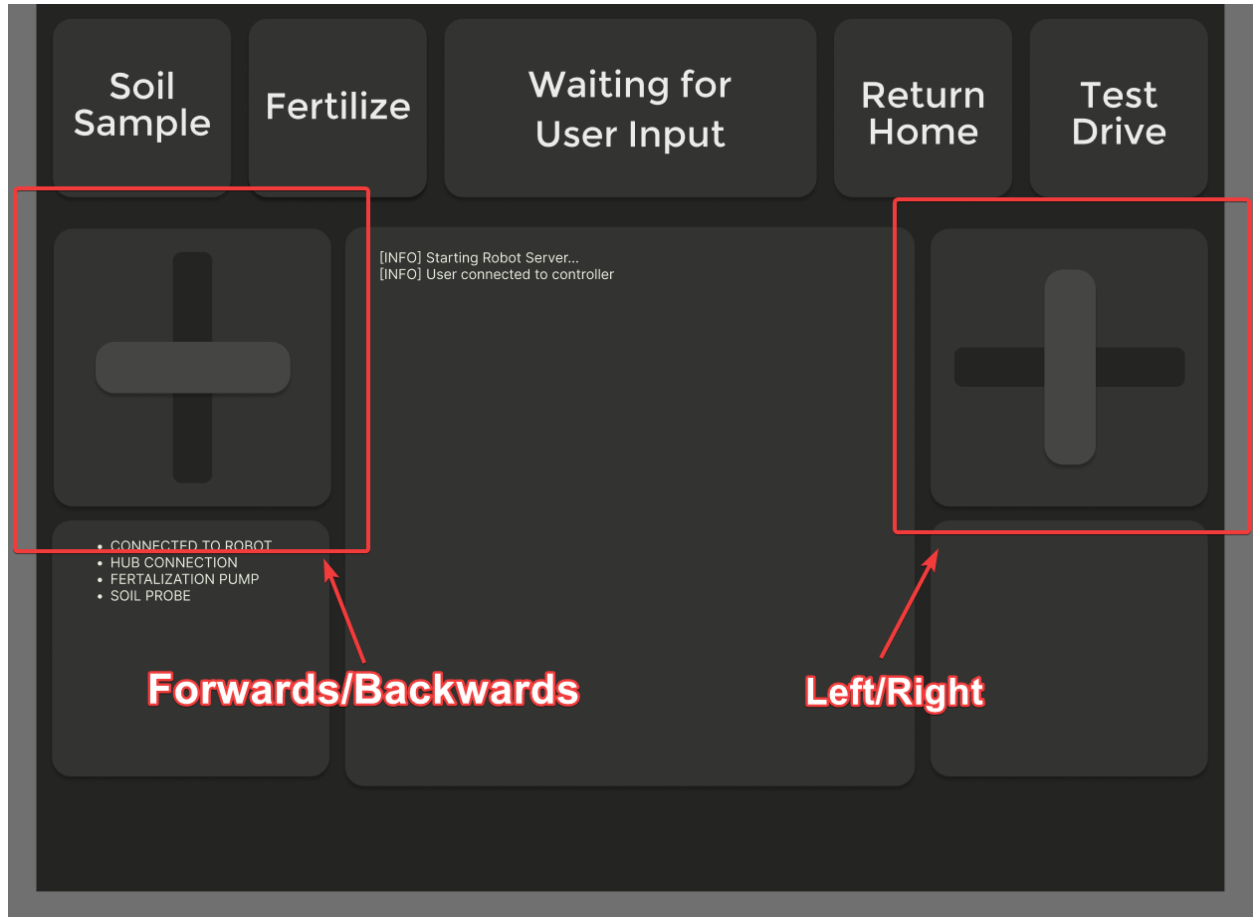 Soil
Sample
Fertilize
Waiting for
User Input
Return
Home
Test
Drive
[INFO] Starting Robot Server...
[INFO] User connected to controller
• CONNECTED TO ROBOT
• HUB CONNECTION
• FERTALIZATION PUMP
• SOIL PROBE
Forwards/Backwards
Left/Right